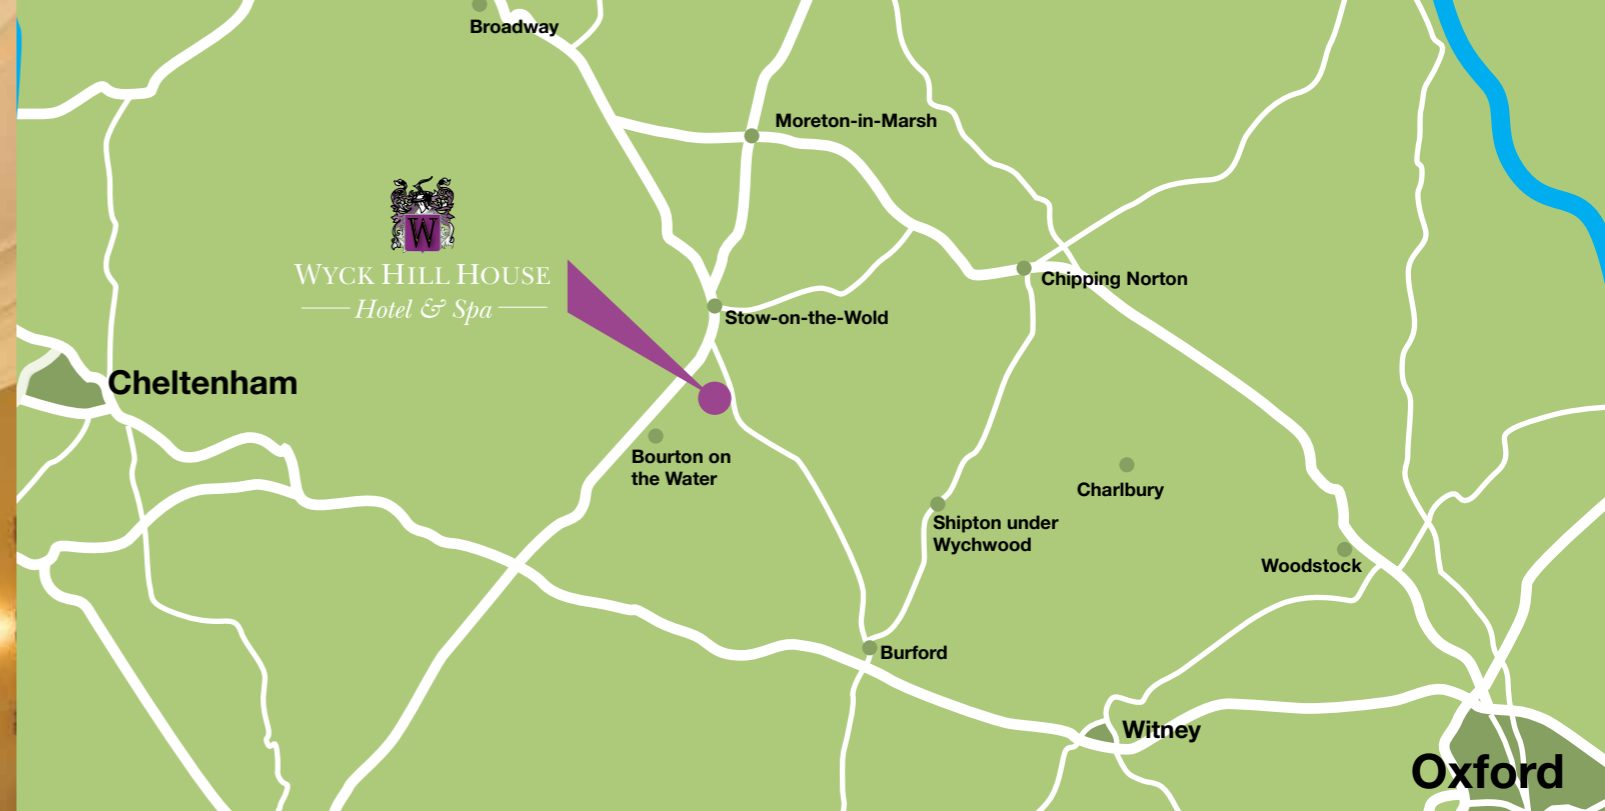 Broadway
Moreton-in-Marsh
W
WYCK HILL HOUSE
Hotel & Spa
Chipping Norton
Stow-on-the-Wold
Cheltenham
Bourton on
the Water
Charlbury
Shipton under
Wychwood
Woodstock
Burford
Witney
Oxford